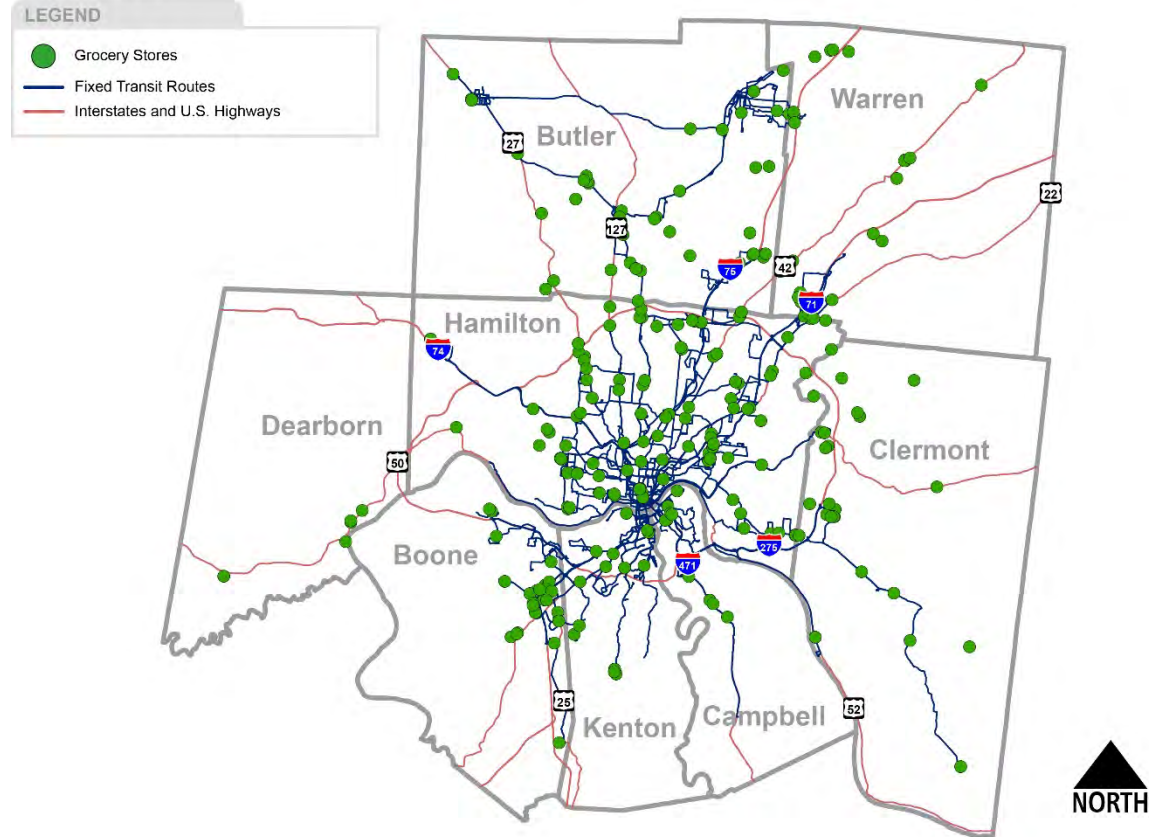 LEGEND
Grocery Stores
Fixed Transit Routes
Interstates and U.S. Highways
Warren
Butler
27
22
127
75
42
71
Hamilton
74
Dearborn
Clermont
50
Boone
275
471
25
Kenton
Campbell
52
NORTH